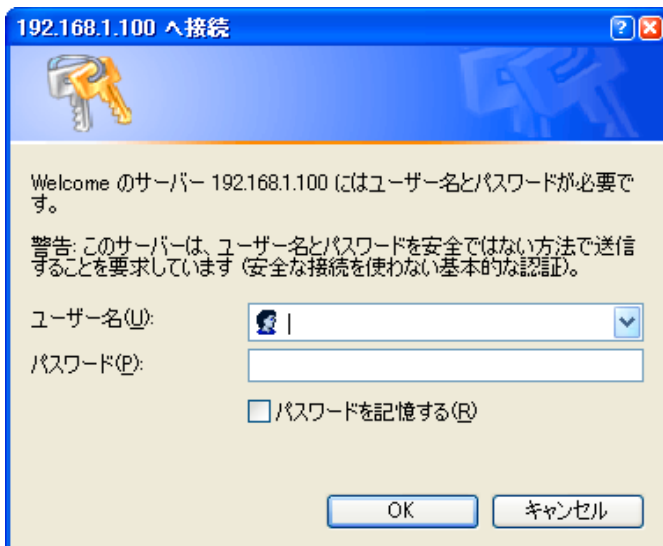 192.168.1.100 へ接続
Welcome のサーバー 192.168.1.100 にはユーザー名とパスワードが必要で
す。
警告: このサーバーは、ユーザー名とパスワードを安全ではない方法で送信
することを要求しています (安全な接続を使わない基本的な認証)。
ユーザー名(U):
パスワード(P):
パスワードを記憶する(R)
OK キャンセル